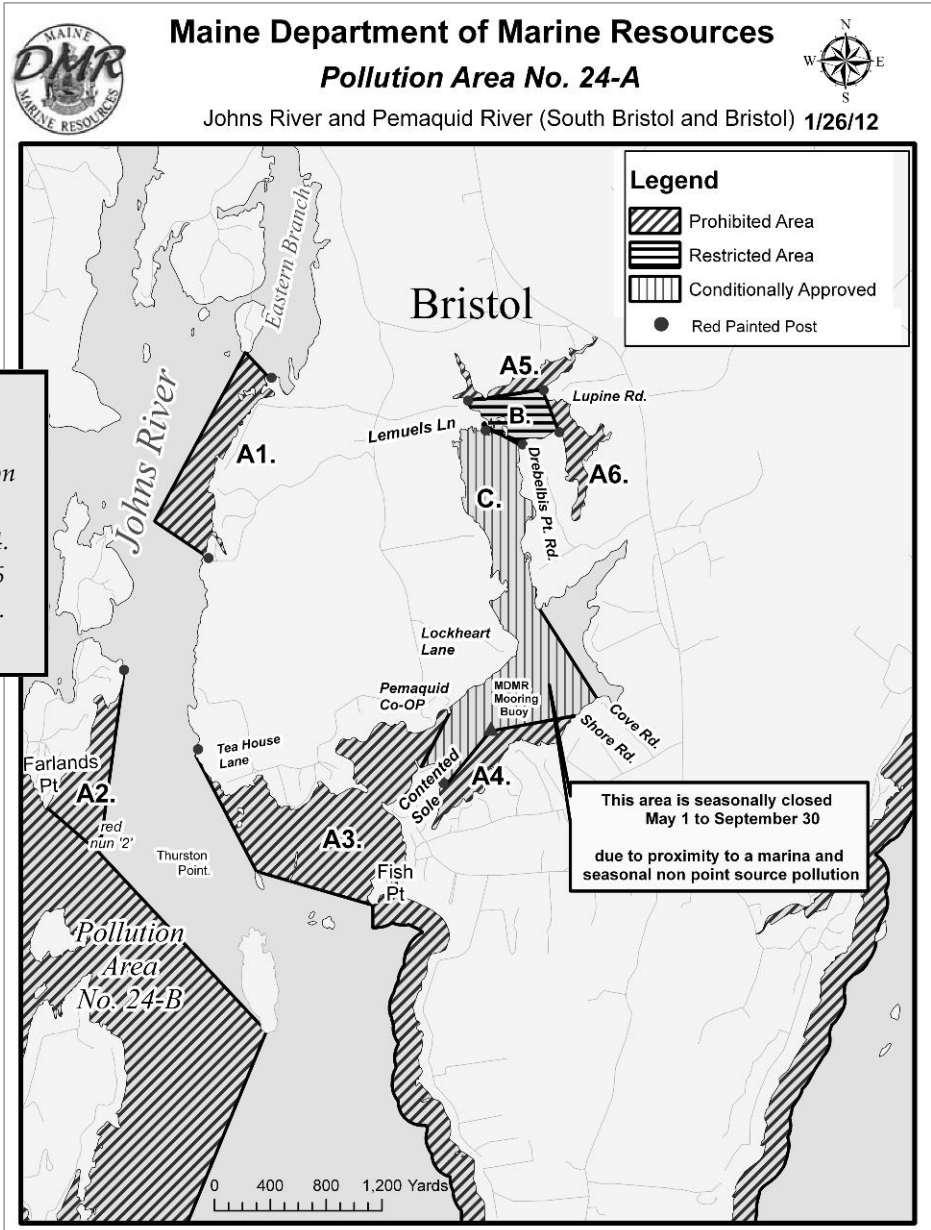 MAINE
DMR
MARINE RESOURCES
Maine Department of Marine Resources
Pollution Area No. 24-A
Johns River and Pemaquid River (South Bristol and Bristol) 1/26/12
N
W E
S
Legend
Prohibited Area
Restricted Area
Conditionally Approved
Red Painted Post
Eastern Branch
Bristol
Johns River
A1.
A5.
Lupine Rd.
B.
Lemuels Ln
A6.
C.
Drebelbis Pt. Rd.
Lockheart
Lane
Pemaquid
Co-OP
MDMR
Mooring
Buoy
Cove Rd.
Shore Rd.
Tea House
Lane
Contented
Sole
A4.
Farlands
Pt
A2.
red
nun '2'
Thurston
Point.
A3.
Fish
Pt
This area is seasonally closed
May 1 to September 30
due to proximity to a marina and
seasonal non point source pollution
Pollution
Area
No. 24-B
0 400 800 1,200 Yards